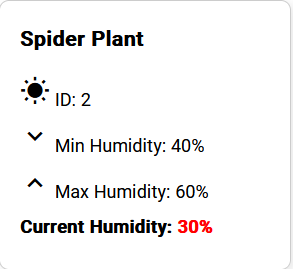 Spider Plant
ID: 2
Min Humidity: 40%
Max Humidity: 60%
Current Humidity: 30%